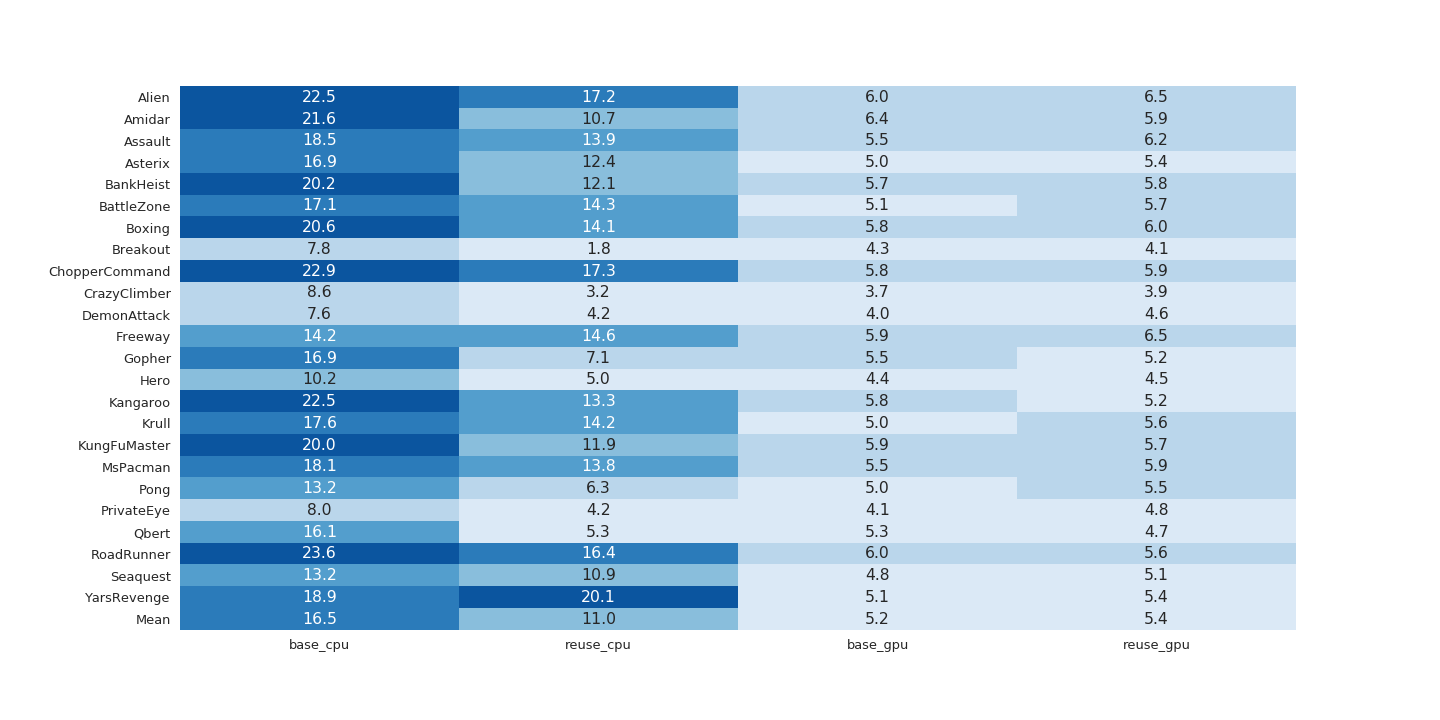 Alien 22.5 17.2 6.0 6.5
Amidar 21.6 10.7 6.4 5.9
Assault 18.5 13.9 5.5 6.2
Asterix 16.9 12.4 5.0 5.4
BankHeist 20.2 12.1 5.7 5.8
BattleZone 17.1 14.3 5.1 5.7
Boxing 20.6 14.1 5.8 6.0
Breakout 7.8 1.8 4.3 4.1
ChopperCommand 22.9 17.3 5.8 5.9
CrazyClimber 8.6 3.2 3.7 3.9
DemonAttack 7.6 4.2 4.0 4.6
Freeway 14.2 14.6 5.9 6.5
Gopher 16.9 7.1 5.5 5.2
Hero 10.2 5.0 4.4 4.5
Kangaroo 22.5 13.3 5.8 5.2
Krull 17.6 14.2 5.0 5.6
KungFuMaster 20.0 11.9 5.9 5.7
MsPacman 18.1 13.8 5.5 5.9
Pong 13.2 6.3 5.0 5.5
PrivateEye 8.0 4.2 4.1 4.8
Qbert 16.1 5.3 5.3 4.7
RoadRunner 23.6 16.4 6.0 5.6
Seaquest 13.2 10.9 4.8 5.1
YarsRevenge 18.9 20.1 5.1 5.4
Mean 16.5 11.0 5.2 5.4
base_cpu reuse_cpu base_gpu reuse_gpu